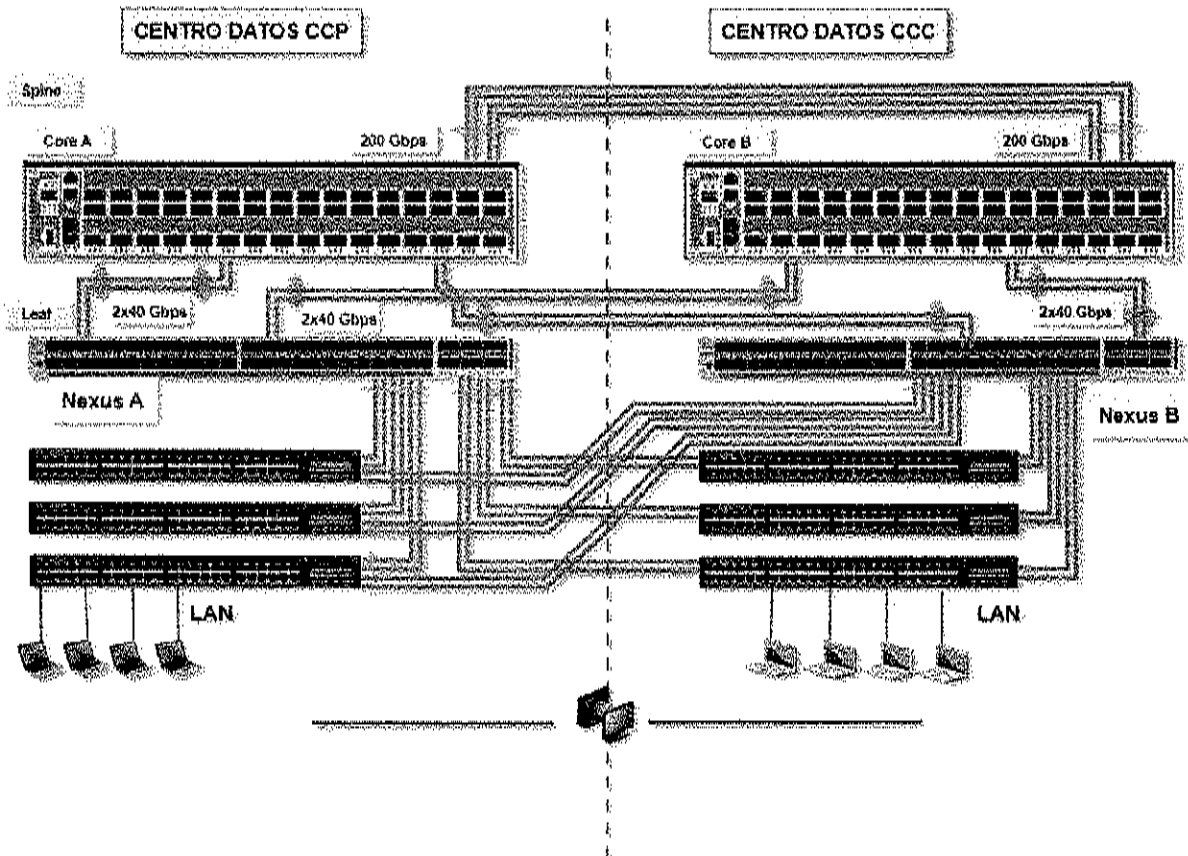 CENTRO DATOS CCP
CENTRO DATOS CCC
Spine
Core A
200 Gbps
Core B
200 Gbps
Leaf
2x40 Gbps
2x40 Gbps
2x40 Gbps
Nexus A
Nexus B
LAN
LAN